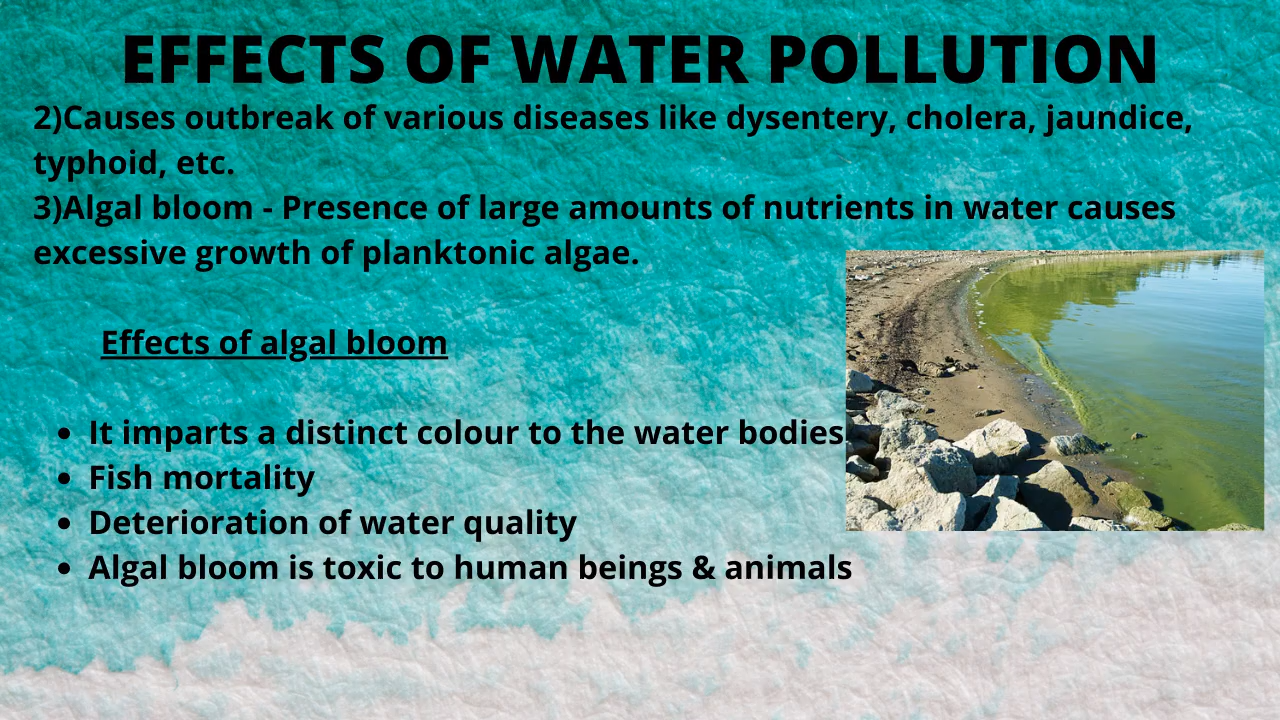 EFFECTS OF WATER POLLUTION
2)Causes outbreak of various diseases like dysentery, cholera, jaundice,
typhoid, etc.
3)Algal bloom - Presence of large amounts of nutrients in water causes
excessive growth of planktonic algae.
Effects of algal bloom
• It imparts a distinct colour to the water bodies.
• Fish mortality
• Deterioration of water quality
• Algal bloom is toxic to human beings & animals